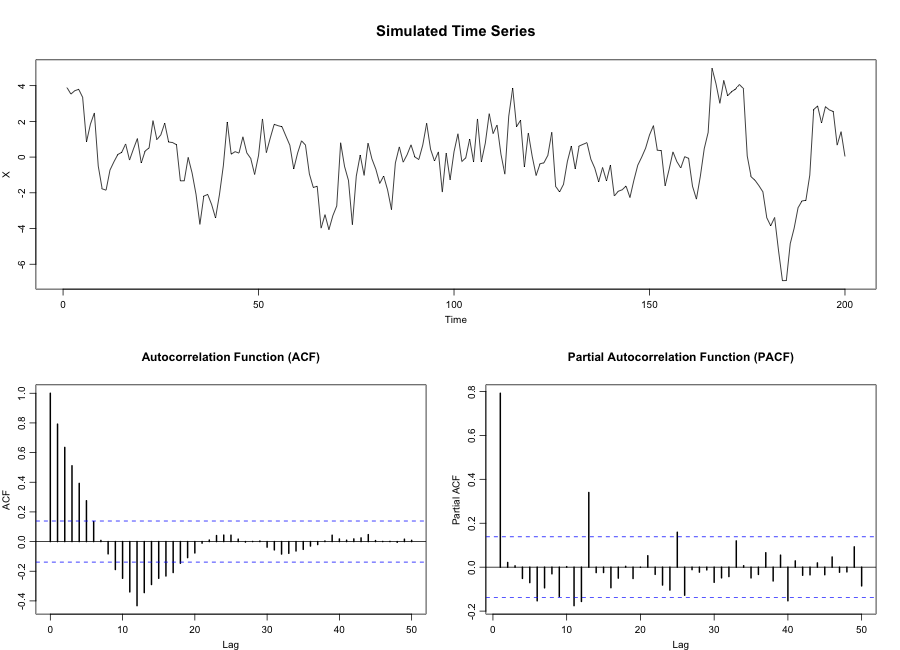 Simulated Time Series
X
4
2
0
-2
-4
-6
0 50 100 150 200
Time
Autocorrelation Function (ACF)
ACF
1.0
0.8
0.6
0.4
0.2
0.0
-0.2
-0.4
0 10 20 30 40 50
Lag
Partial Autocorrelation Function (PACF)
Partial ACF
0.8
0.6
0.4
0.2
0.0
-0.2
0 10 20 30 40 50
Lag